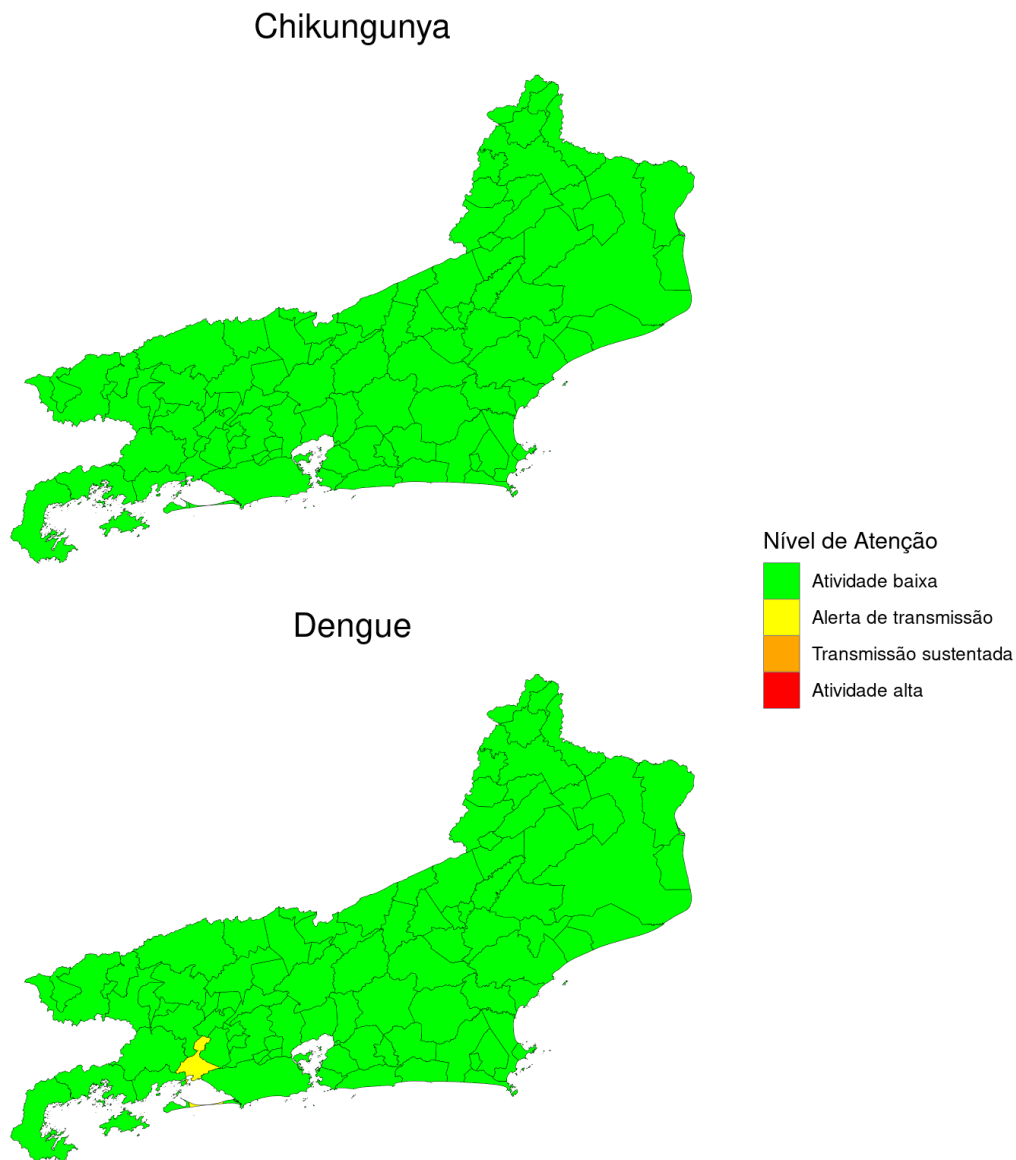 Chikungunya
Nível de Atenção
Atividade baixa
Alerta de transmissão
Transmissão sustentada
Atividade alta
Dengue